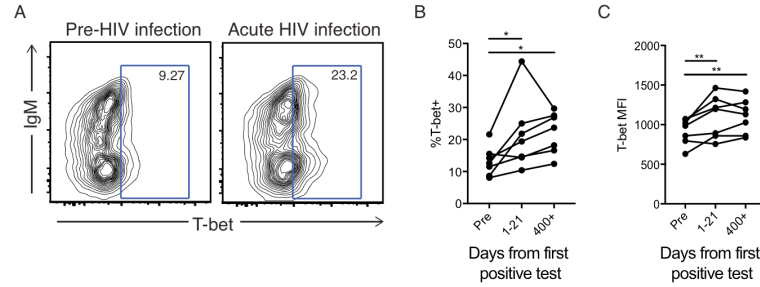 A
Pre-HIV infection
Acute HIV infection
IgM
9.27
23.2
T-bet
B
*
*
%T-bet+
50
40
30
20
10
0
Pre
1-21
400+
Days from first
positive test
C
**
**
T-bet MFI
2000
1500
1000
500
0
Pre
1-21
400+
Days from first
positive test